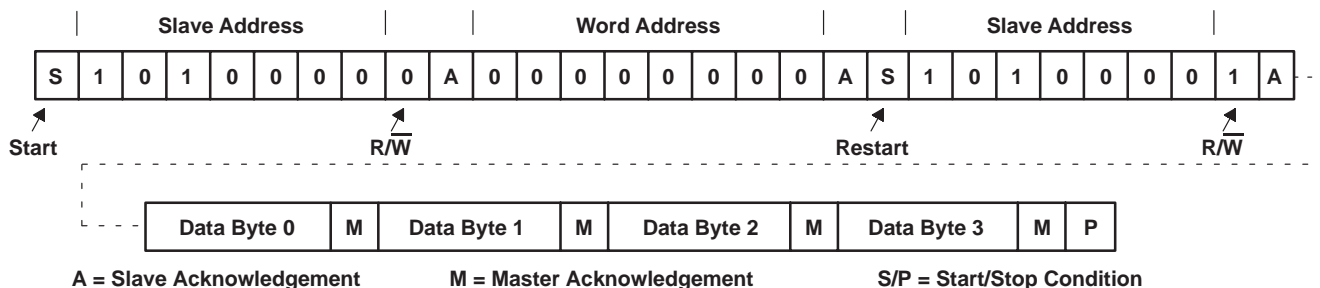 Slave Address Word Address Slave Address
S 1 0 1 0 0 0 0 0 A 0 0 0 0 0 0 0 0 A S 1 0 1 0 0 0 0 1 A
Start R/W̅ Restart R/W̅
Data Byte 0 M Data Byte 1 M Data Byte 2 M Data Byte 3 M P
A = Slave Acknowledgement M = Master Acknowledgement S/P = Start/Stop Condition